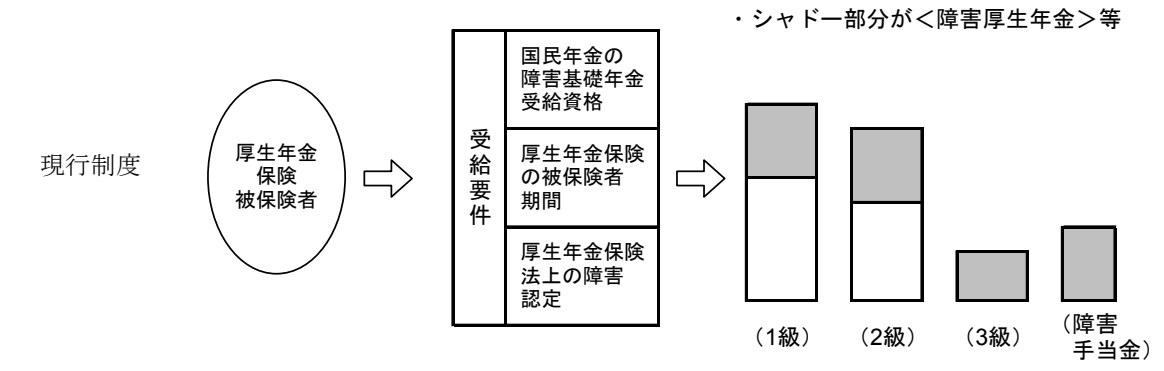 ・シャドー部分が＜障害厚生年金＞等
現行制度
厚生年金
保険
被保険者
受給要件
国民年金の
障害基礎年金
受給資格
厚生年金保険
の被保険者
期間
厚生年金保険
法上の障害
認定
（1級）
（2級）
（3級）
（障害
手当金）